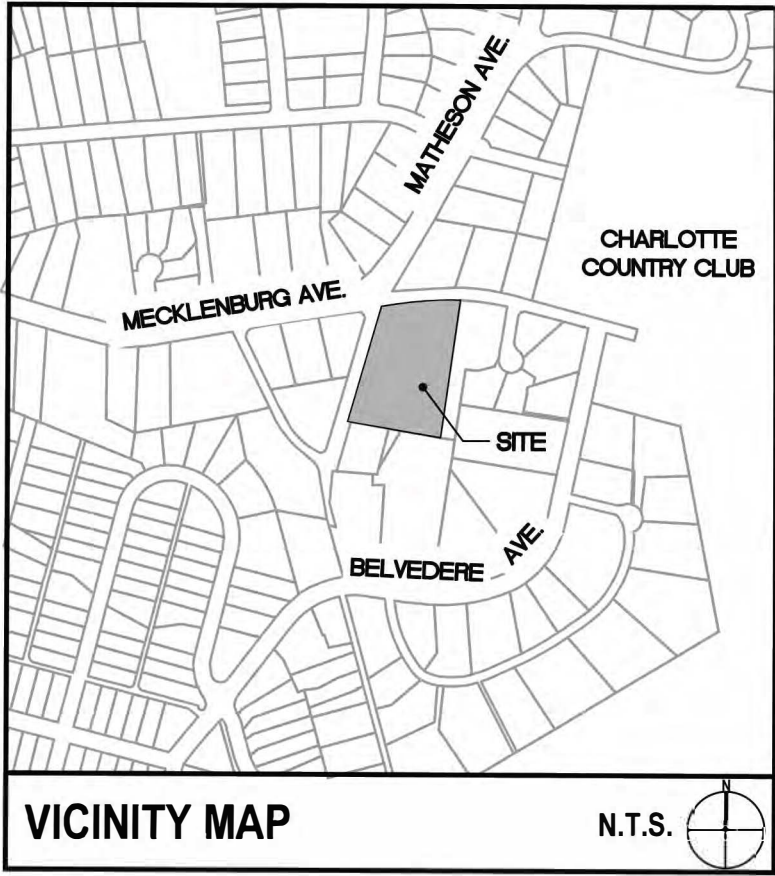 MATHESON AVE.
CHARLOTTE
COUNTRY CLUB
MECKLENBURG AVE.
SITE
BELVEDERE AVE.
VICINITY MAP
N.T.S.
N